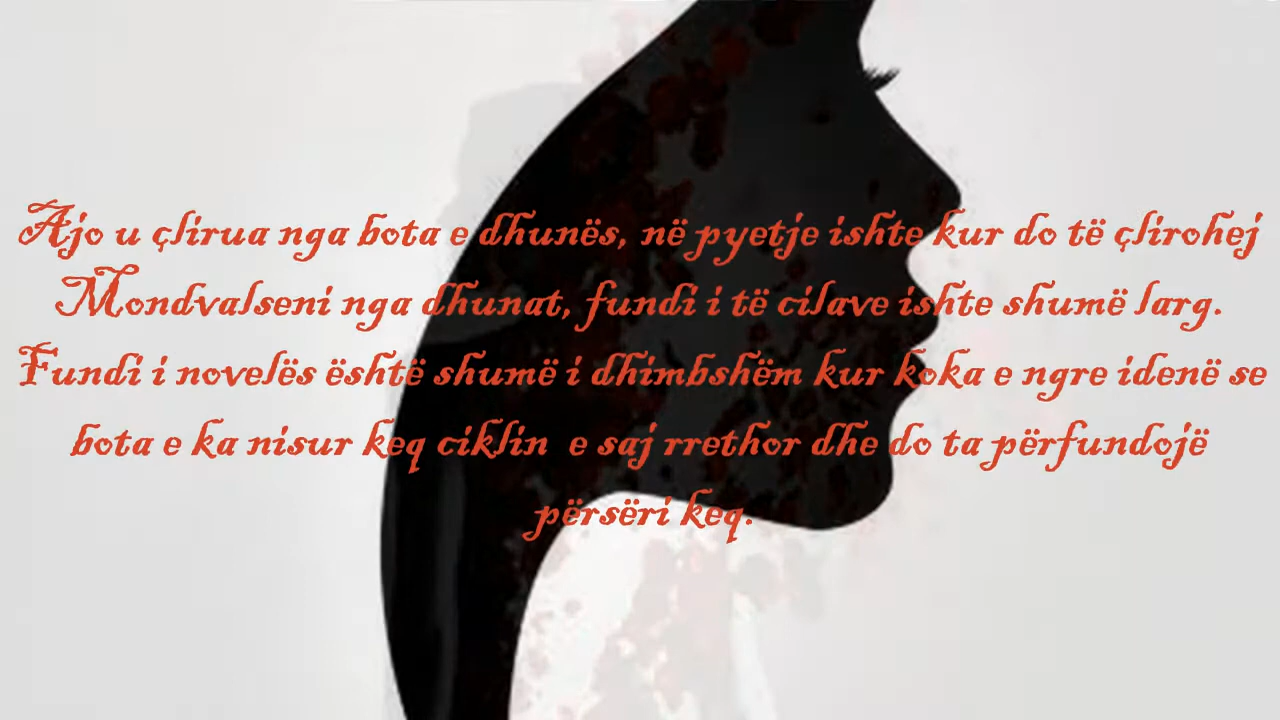 Ajo u çlirua nga bota e dhunës, në pyetje ishte kur do të çlirohej
Mondvalseni nga dhunat, fundi i të cilave ishte shumë larg.
Fundi i novelës është shumë i dhimbshëm kur koka e ngre idenë se
bota e ka nisur keq ciklin e saj rrethor dhe do ta përfundojë
përsëri keq.